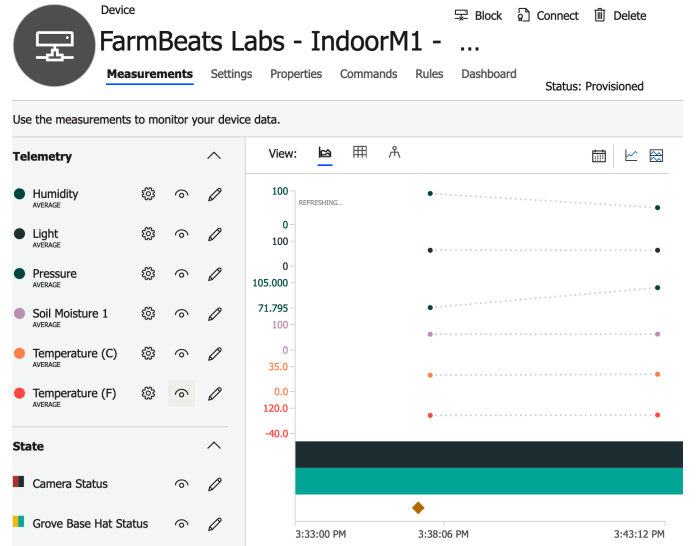 Device
Block Connect Delete
FarmBeats Labs - IndoorM1 - ...
Measurements Settings Properties Commands Rules Dashboard
Status: Provisioned
Use the measurements to monitor your device data.
Telemetry
View:
Humidity
AVERAGE
Light
AVERAGE
Pressure
AVERAGE
Soil Moisture 1
AVERAGE
Temperature (C)
AVERAGE
Temperature (F)
AVERAGE
State
Camera Status
Grove Base Hat Status
100
REFRESHING...
0
100
0
105.000
71.795
100
0
35.0
0.0
120.0
-40.0
3:33:00 PM 3:38:06 PM 3:43:12 PM